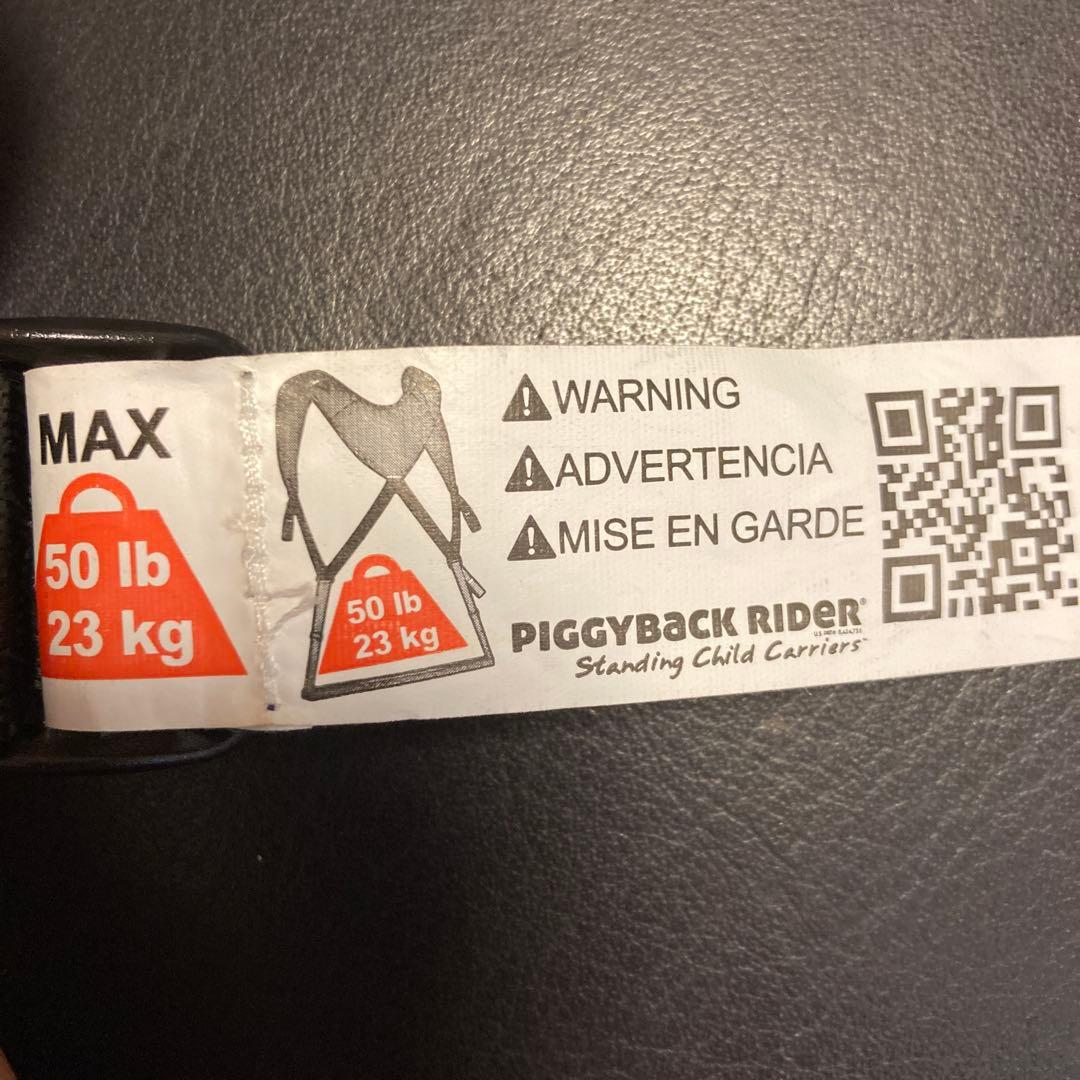 MAX
50 lb
23 kg
50 lb
23 kg
WARNING
ADVERTENCIA
MISE EN GARDE
PIGGYBACK RIDER®
Standing Child Carriers™